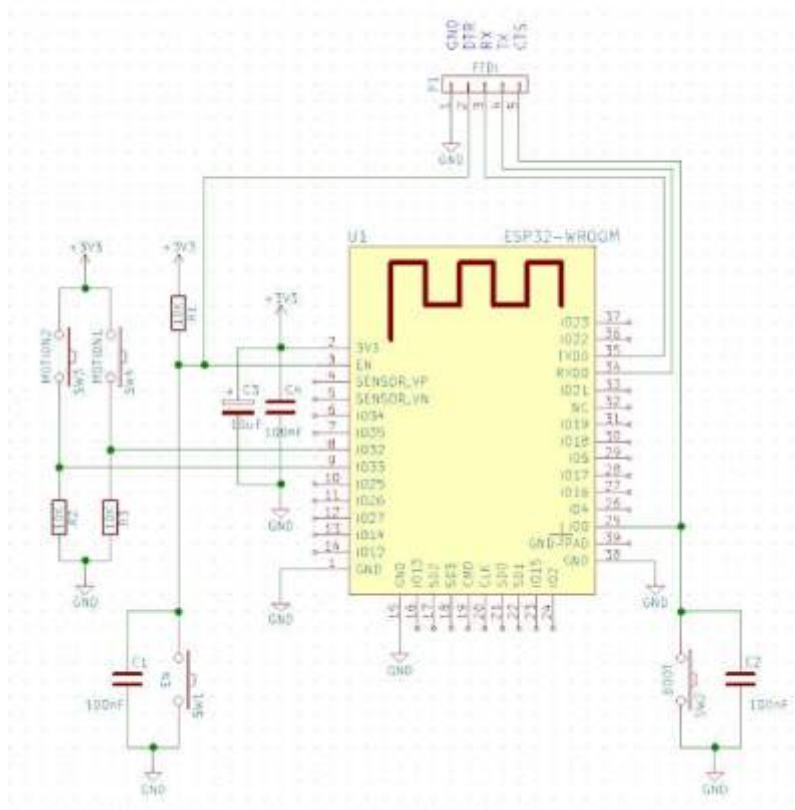 GND
DTR
RX
TX
CTS
FTDI
P1
1
2
3
4
5
GND
U1
ESP32-WROOM
+3V3
+3V3
+3V3
10K
R1
MOTION2
SW3
MOTION1
SW4
C3
10uF
C4
100nF
10K
R2
10K
R3
GND
GND
GND
2 3V3
3 EN
4 SENSOR_VP
5 SENSOR_VN
6 IO34
7 IO35
8 IO32
9 IO33
10 IO25
11 IO26
12 IO27
13 IO14
14 IO12
1 GND
IO23 37
IO22 36
TXD0 35
RXD0 34
IO21 33
NC 32
IO19 31
IO18 30
IO5 29
IO17 28
IO16 27
IO4 26
IO0 25
GND-PAD 39
GND 38
GND 15
IO13 16
SD2 17
SD3 18
CMD 19
CLK 20
SD0 21
SD1 22
IO15 23
IO2 24
GND
GND
C1
100nF
EN
SW1
GND
BOOT
SW2
C2
100nF
GND